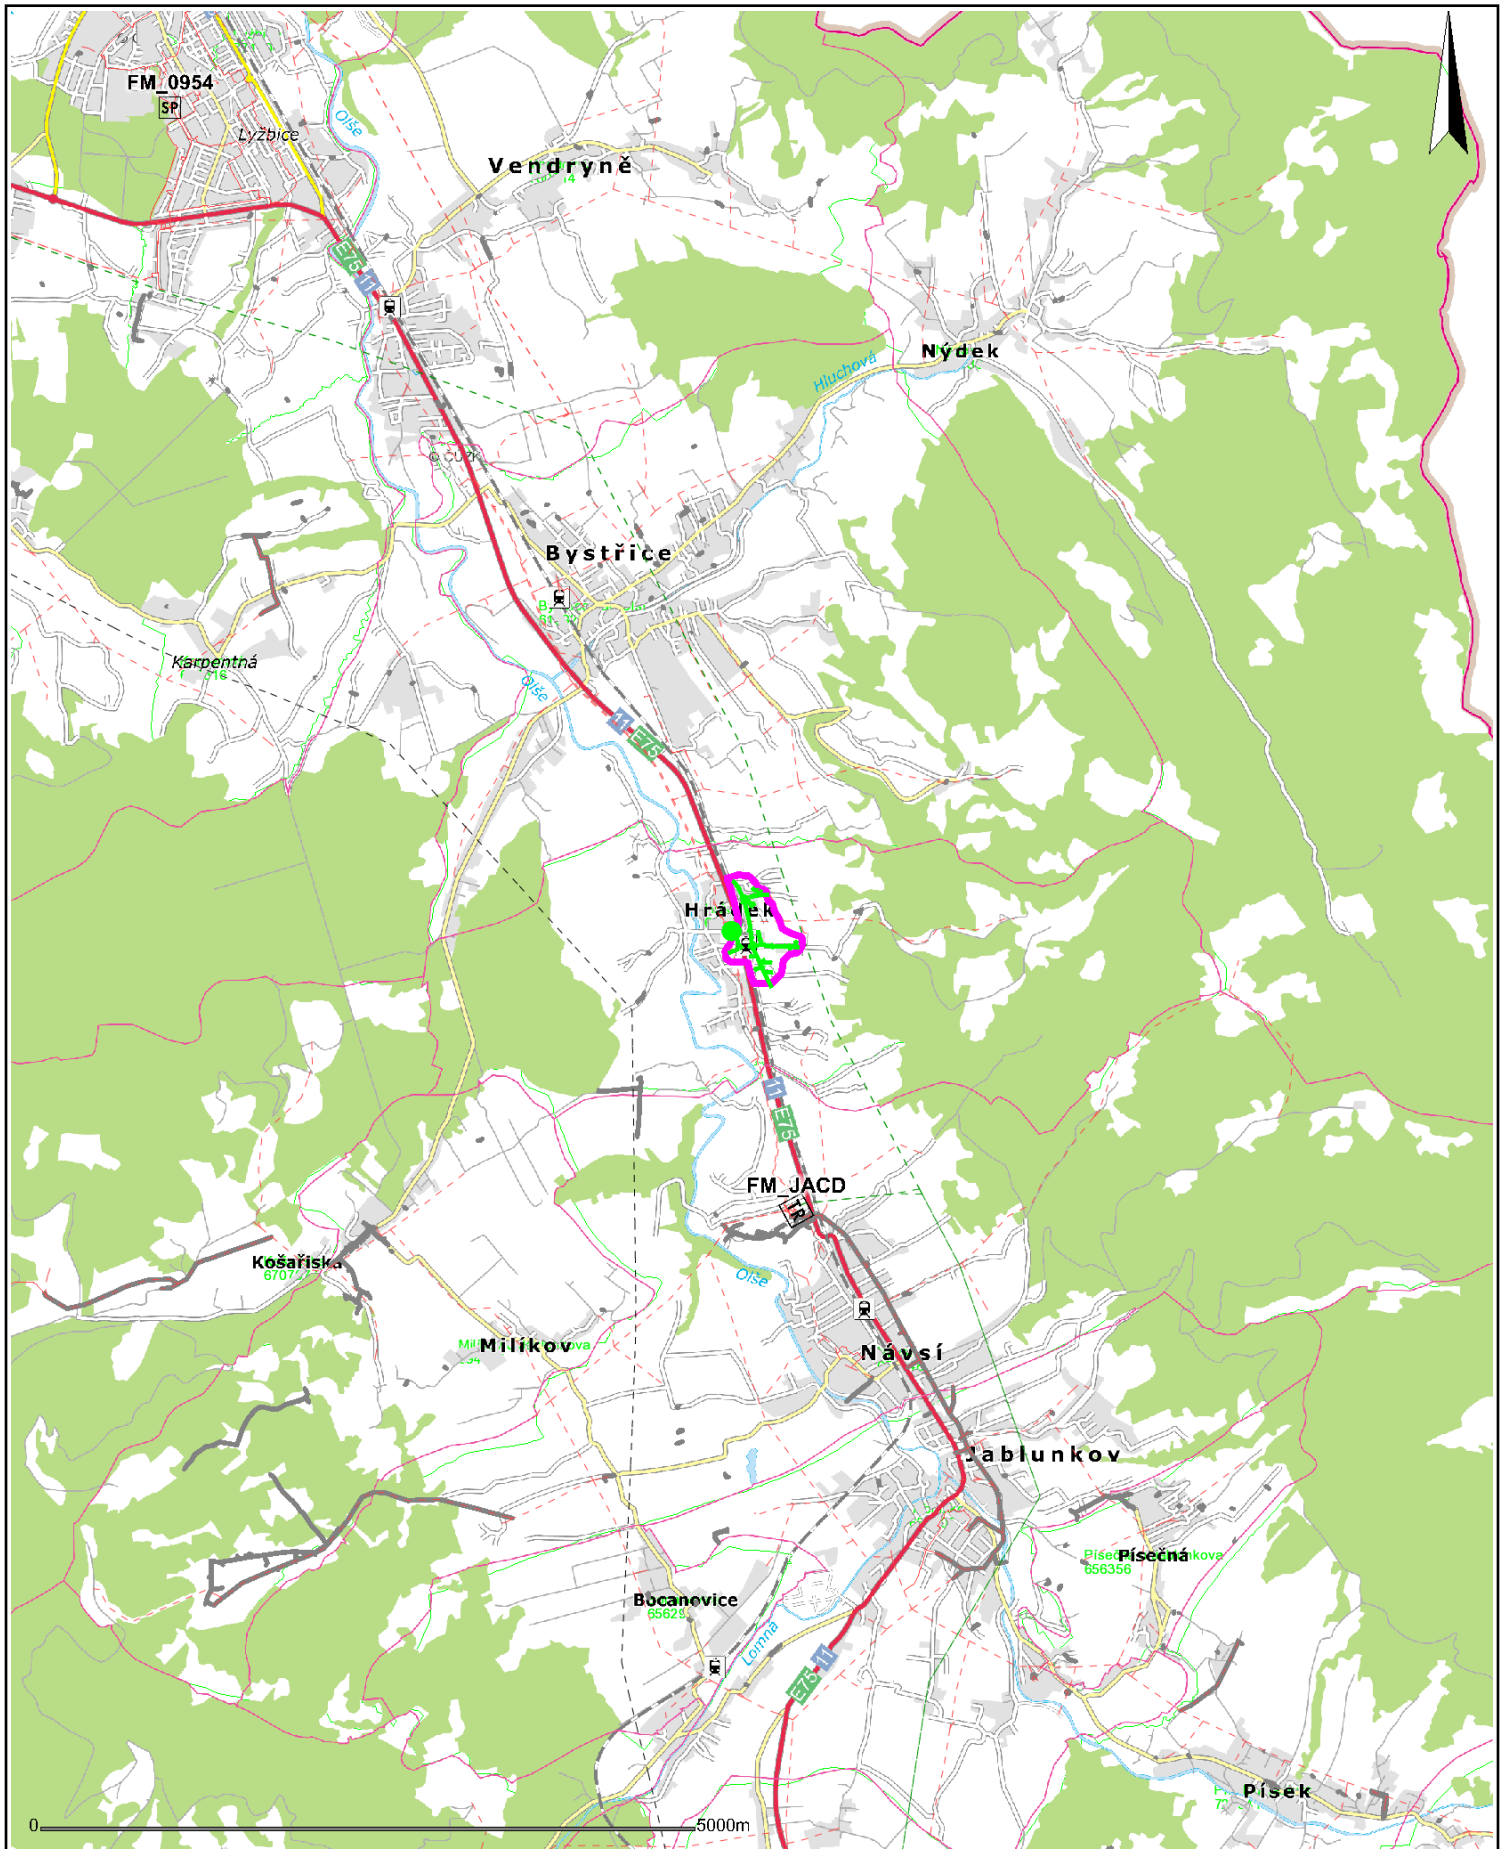 FM_0954
SP
Lyžbice
Olše
Vendryně
E75
11
Nýdek
Hluchová
© ČÚZK
Bystřice
Karpentná
Olše
11
E75
Hrádek
11
E75
FM_JACD
TR
Košařiska
Olše
Milíkov
Návsí
Jablunkov
Písečná
656356
Bocanovice
Lomná
11
E75
Písek
0
5000m